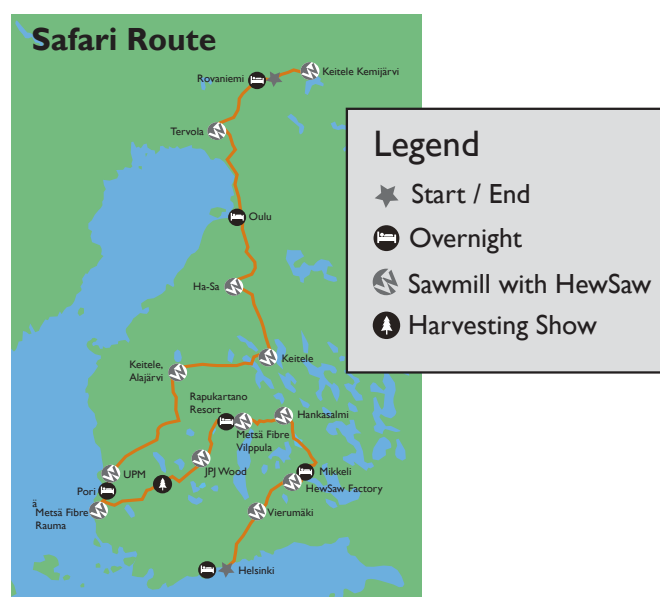 Safari Route
Rovaniemi
Keitele Kemijärvi
Tervola
Oulu
Ha-Sa
Keitele
Keitele,
Alajärvi
Rapukartano
Resort
Hankasalmi
Metsä Fibre
Vilppula
JPJ Wood
UPM
Mikkeli
HewSaw Factory
Pori
ä
Metsä Fibre
Rauma
Vierumäki
Helsinki
Legend
Start / End
Overnight
Sawmill with HewSaw
Harvesting Show